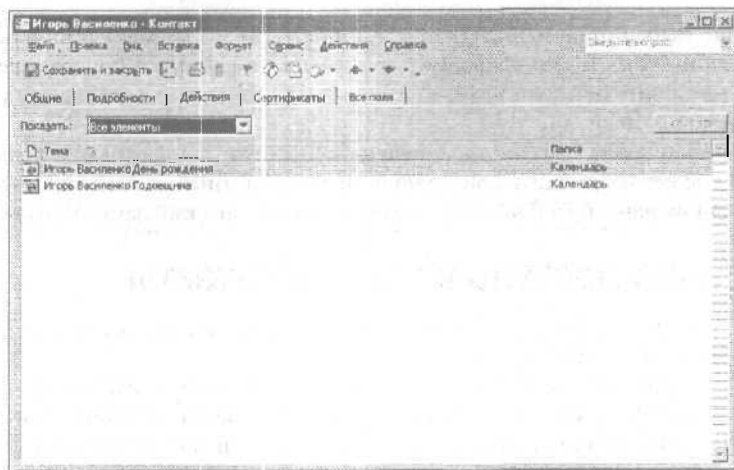 Игорь Василенко - Контакт
Файл Правка Вид Вставка Формат Сервис Действия Справка
Сохранить и закрыть
Общие Подробности Действия Сертификаты Все поля
Показать: Все элементы
Тема Папка
Игорь Василенко День рождения Календарь
Игорь Василенко Годовщина Календарь